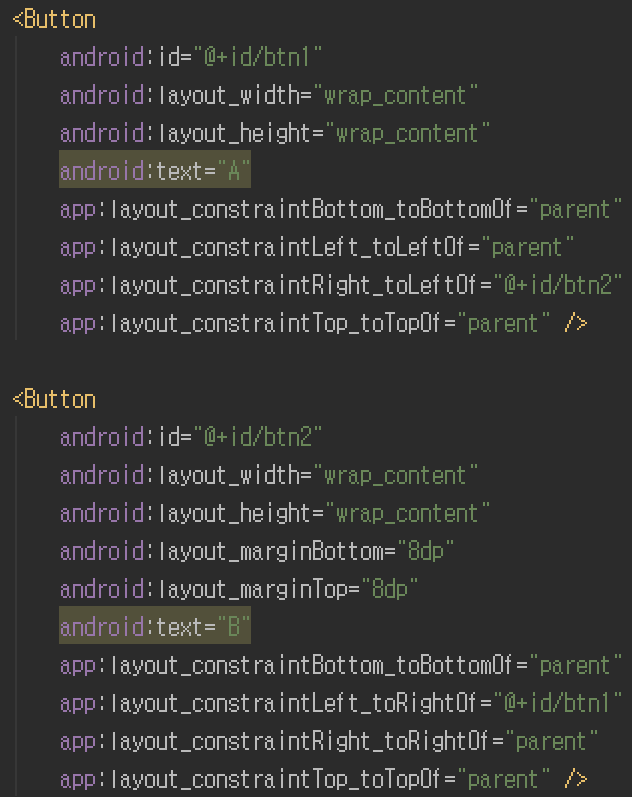 <Button
android:id="@+id/btn1"
android:layout_width="wrap_content"
android:layout_height="wrap_content"
android:text="A"
app:layout_constraintBottom_toBottomOf="parent"
app:layout_constraintLeft_toLeftOf="parent"
app:layout_constraintRight_toLeftOf="@+id/btn2"
app:layout_constraintTop_toTopOf="parent" />
<Button
android:id="@+id/btn2"
android:layout_width="wrap_content"
android:layout_height="wrap_content"
android:layout_marginBottom="8dp"
android:layout_marginTop="8dp"
android:text="B"
app:layout_constraintBottom_toBottomOf="parent"
app:layout_constraintLeft_toRightOf="@+id/btn1"
app:layout_constraintRight_toRightOf="parent"
app:layout_constraintTop_toTopOf="parent" />